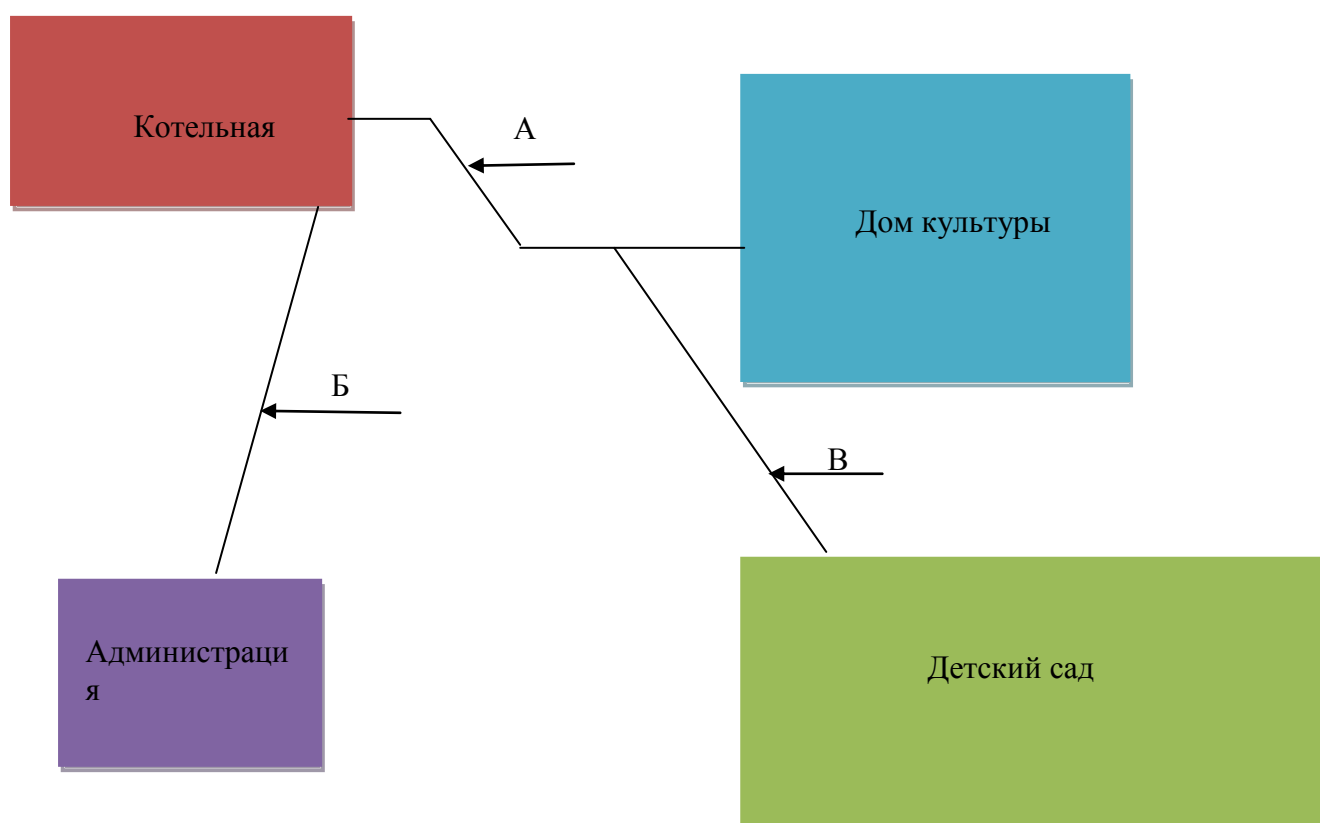 Котельная
А
Дом культуры
Б
В
Администраци
я
Детский сад